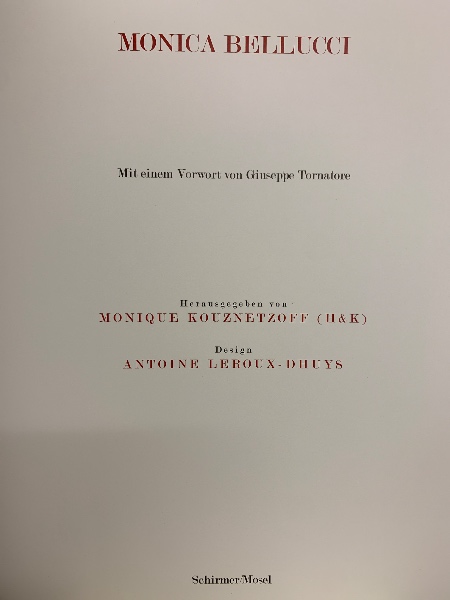 MONICA BELLUCCI
Mit einem Vorwort von Giuseppe Tornatore
Herausgegeben von
MONIQUE KOUZNETZOFF (H&K)
Design
ANTOINE LEROUX-DHUYS
Schirmer/Mosel